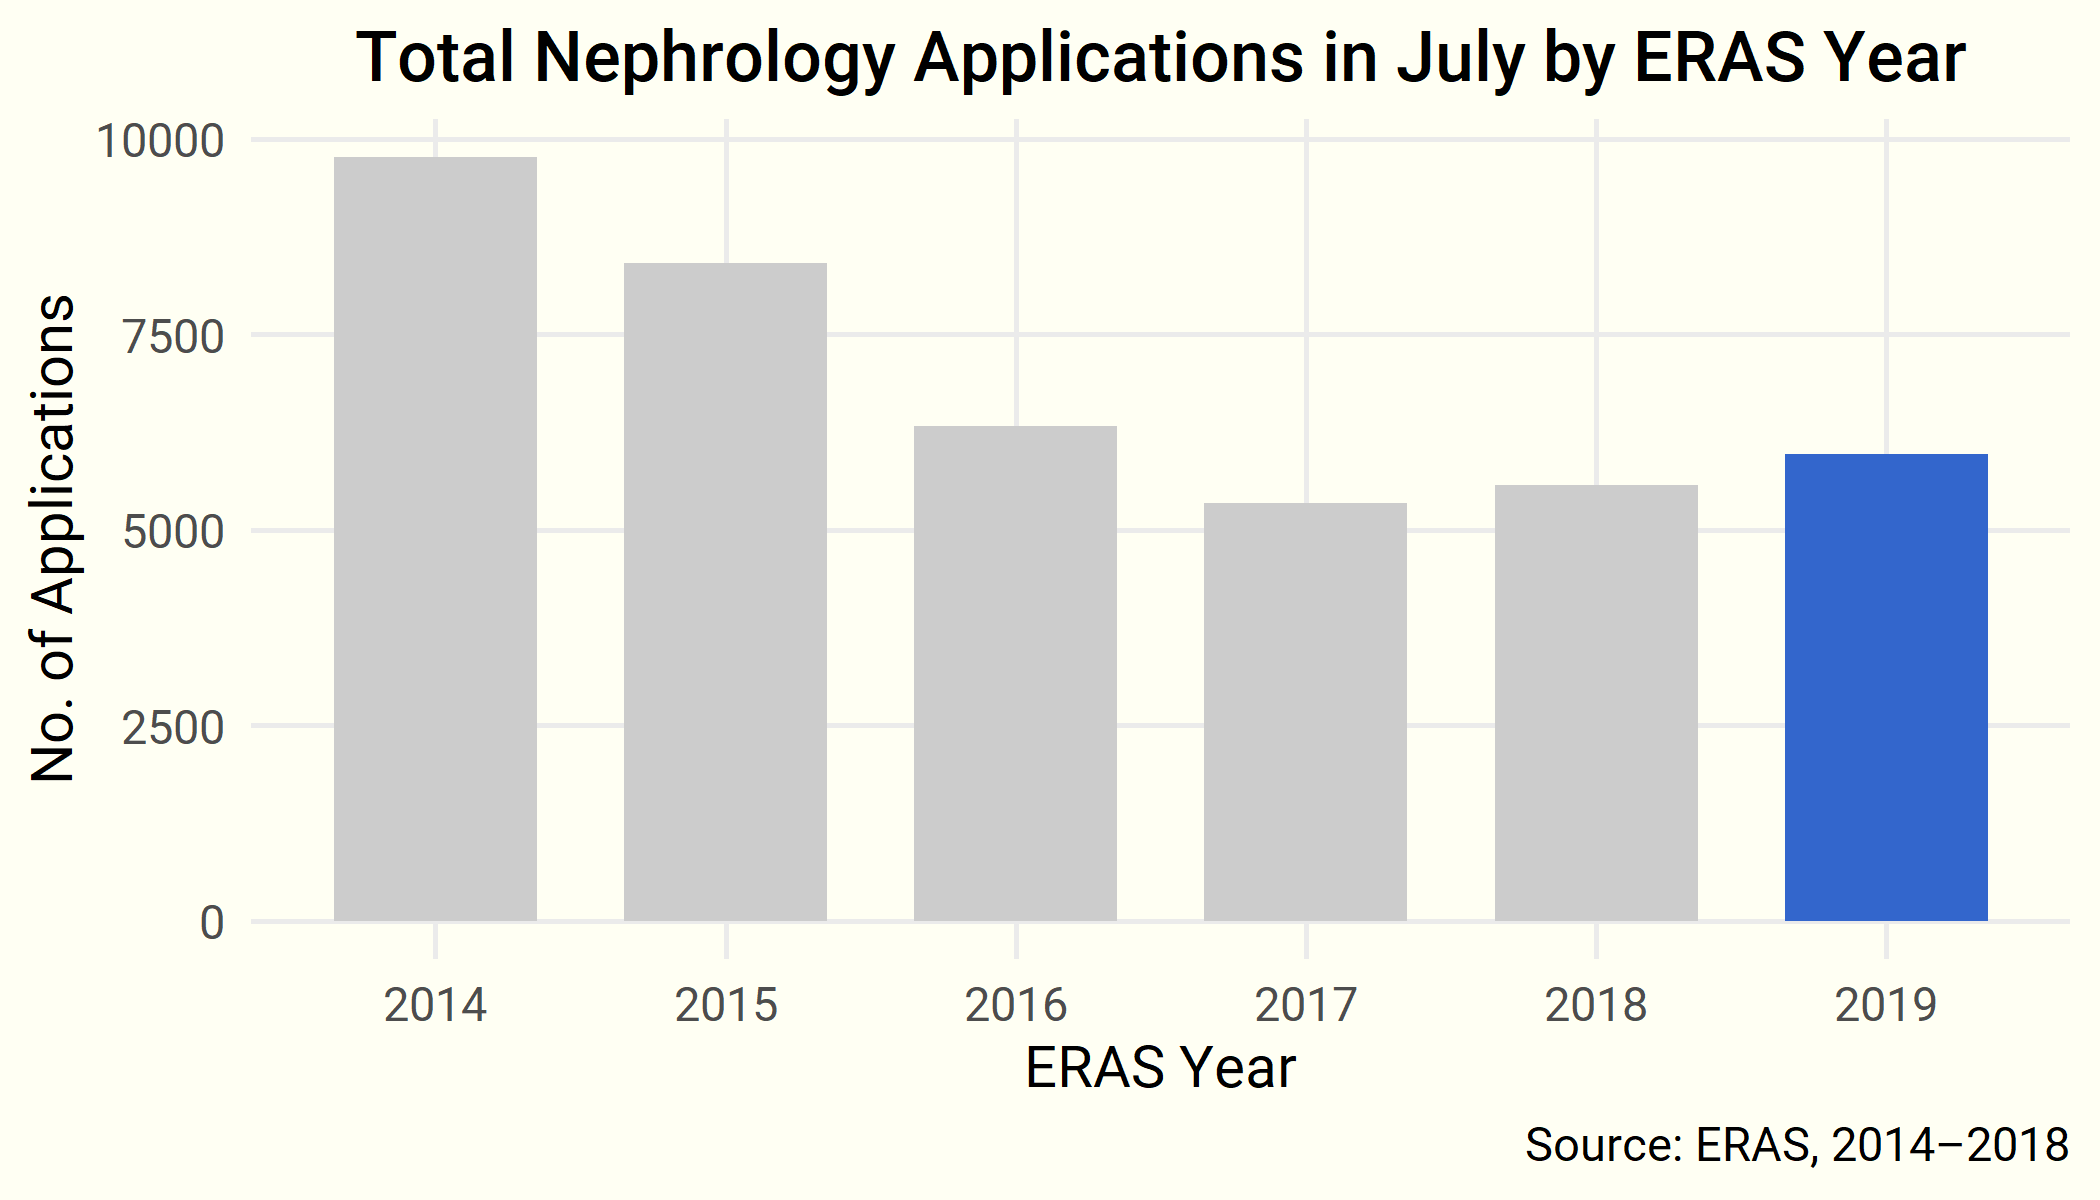 Total Nephrology Applications in July by ERAS Year
10000
7500
5000
2500
0
No. of Applications
2014 2015 2016 2017 2018 2019
ERAS Year
Source: ERAS, 2014–2018